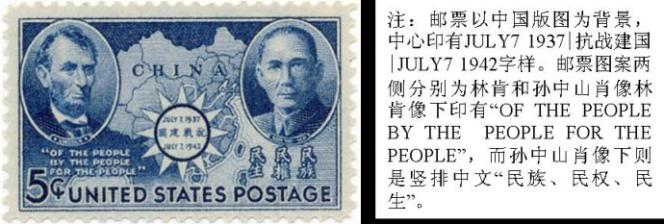 CHINA
JULY 7, 1937
抗戰建國
JULY 7, 1942
"OF THE PEOPLE
BY THE PEOPLE
FOR THE PEOPLE"
民族
民權
民生
5¢ UNITED STATES POSTAGE
注：邮票以中国版图为背景，
中心印有JULY7 1937|抗战建国
|JULY7 1942字样。邮票图案两
侧分别为林肯和孙中山肖像林
肯像下印有“OF THE PEOPLE
BY THE PEOPLE FOR THE
PEOPLE”，而孙中山肖像下则
是竖排中文“民族、民权、民
生”。